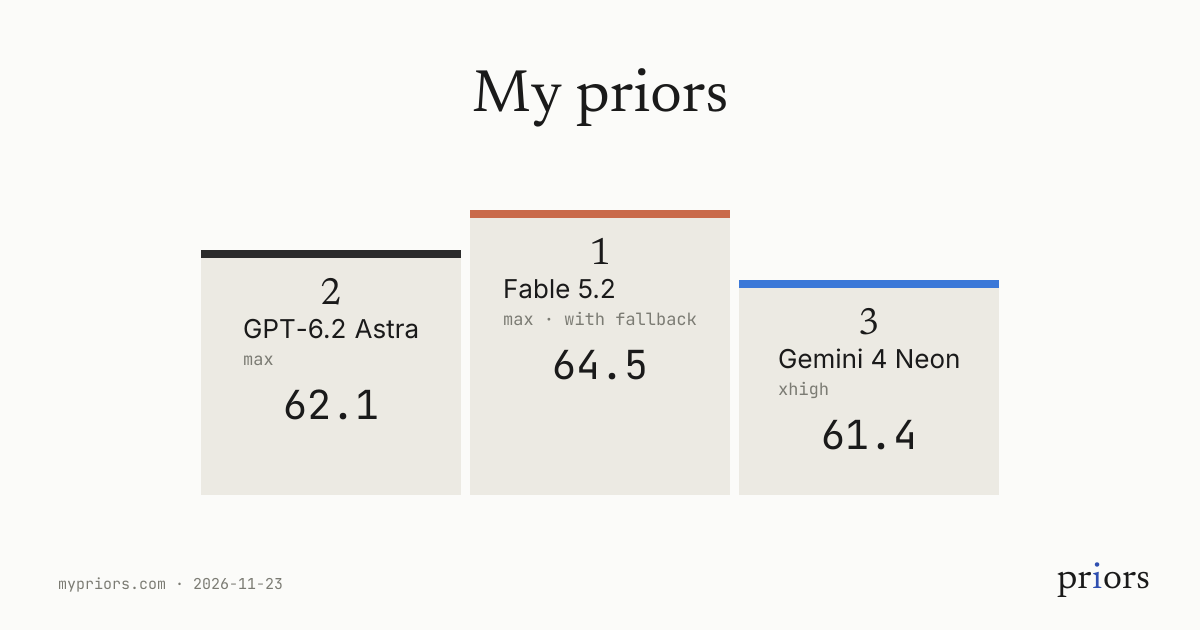 My priors
2
GPT-6.2 Astra
max
62.1
1
Fable 5.2
max · with fallback
64.5
3
Gemini 4 Neon
xhigh
61.4
mypriors.com · 2026-11-23
priors